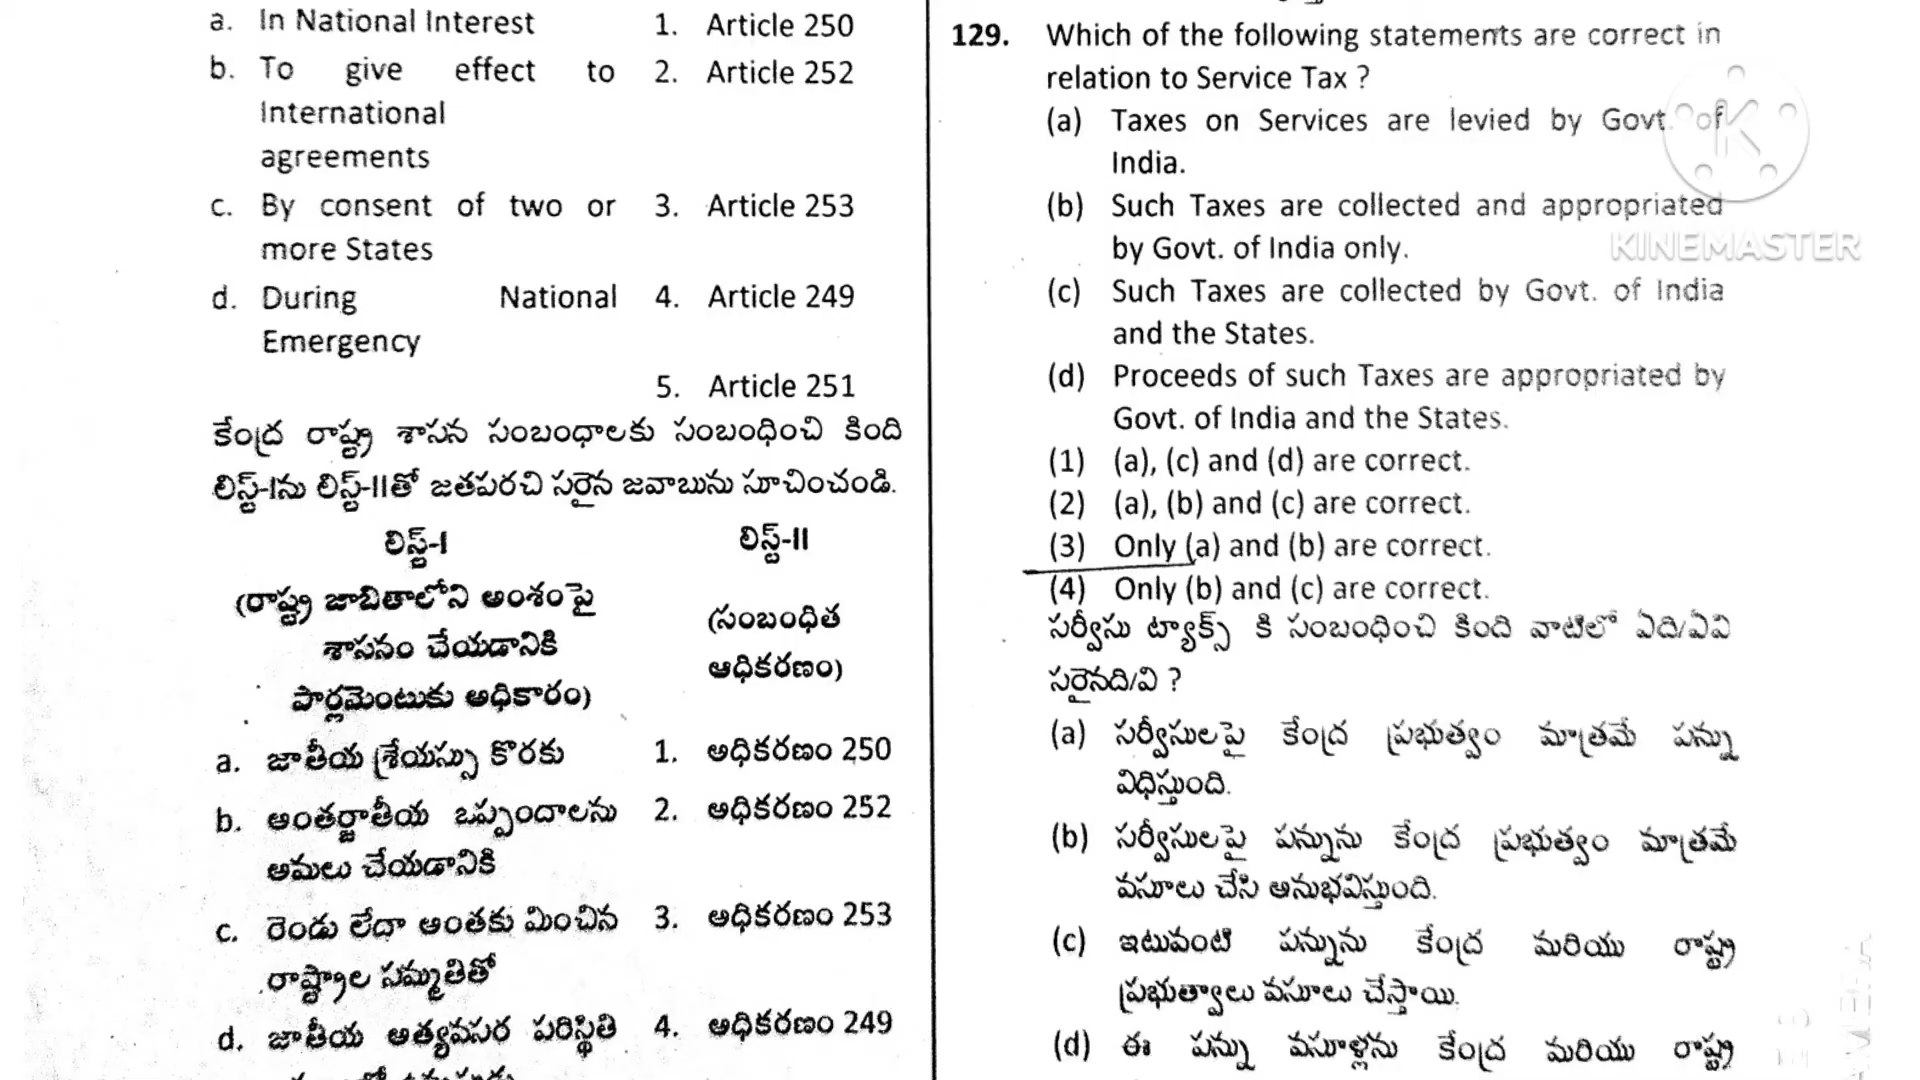 a. In National Interest 1. Article 250
b. To give effect to 2. Article 252
International
agreements
c. By consent of two or 3. Article 253
more States
d. During National 4. Article 249
Emergency
5. Article 251
కేంద్ర రాష్ట్ర శాసన సంబంధాలకు సంబంధించి కింది
లిస్ట్-Iను లిస్ట్-IIతో జతపరచి సరైన జవాబును సూచించండి.
లిస్ట్-I లిస్ట్-II
(రాష్ట్ర జాబితాలోని అంశంపై
శాసనం చేయడానికి
పార్లమెంటుకు అధికారం)
(సంబంధిత
ఆధికరణం)
a. జాతీయ శ్రేయస్సు కొరకు 1. అధికరణం 250
b. ఆంతర్జాతీయ ఒప్పందాలను 2. అధికరణం 252
అమలు చేయడానికి
c. రెండు లేదా అంతకు మించిన 3. అధికరణం 253
రాష్ట్రాల సమ్మతితో
d. జాతీయ అత్యవసర పరిస్థితి 4. అధికరణం 249
129. Which of the following statements are correct in
relation to Service Tax ?
(a) Taxes on Services are levied by Govt. of
India.
(b) Such Taxes are collected and appropriated
by Govt. of India only.
(c) Such Taxes are collected by Govt. of India
and the States.
(d) Proceeds of such Taxes are appropriated by
Govt. of India and the States.
(1) (a), (c) and (d) are correct.
(2) (a), (b) and (c) are correct.
(3) Only (a) and (b) are correct.
(4) Only (b) and (c) are correct.
సర్వీసు ట్యాక్స్ కి సంబంధించి కింది వాటిలో ఏది/ఏవి
సరైనది/వి ?
(a) సర్వీసులపై కేంద్ర ప్రభుత్వం మాత్రమే పన్ను
విధిస్తుంది.
(b) సర్వీసులపై పన్నును కేంద్ర ప్రభుత్వం మాత్రమే
వసూలు చేసి అనుభవిస్తుంది.
(c) ఇటువంటి పన్నును కేంద్ర మరియు రాష్ట్ర
ప్రభుత్వాలు వసూలు చేస్తాయి.
(d) ఈ పన్ను వసూళ్లను కేంద్ర మరియు రాష్ట్ర
K
KINEMASTER